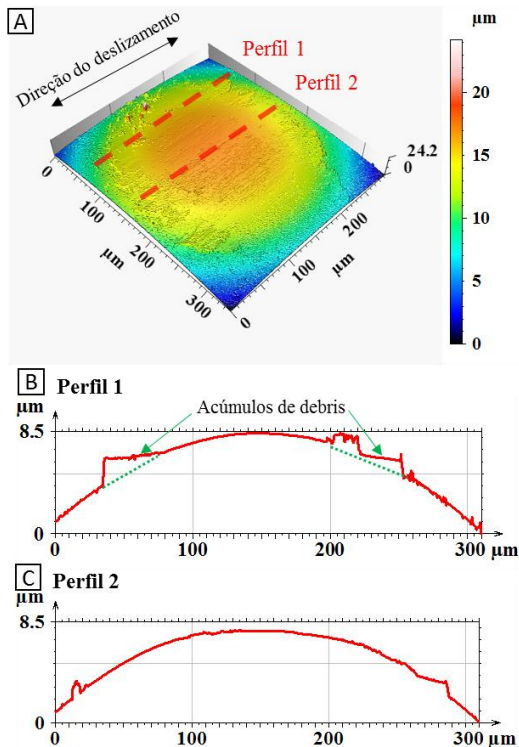 A
µm
Direção do deslizamento
Perfil 1
Perfil 2
20
15
10
5
0
24.2
0
0
100
200
300
µm
0
100
200
µm
B Perfil 1
µm
Acúmulos de debris
8.5
0
0
100
200
300 µm
C Perfil 2
µm
8.5
0
0
100
200
300 µm